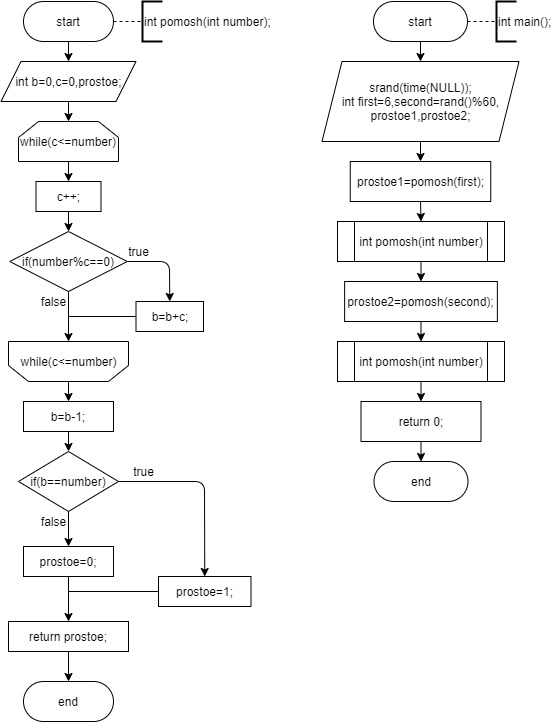 start
int pomosh(int number);
int b=0,c=0,prostoe;
while(c<=number)
c++;
if(number%c==0)
true
false
b=b+c;
while(c<=number)
b=b-1;
if(b==number)
true
false
prostoe=0;
prostoe=1;
return prostoe;
end
start
int main();
srand(time(NULL));
int first=6,second=rand()%60,
prostoe1,prostoe2;
prostoe1=pomosh(first);
int pomosh(int number)
prostoe2=pomosh(second);
int pomosh(int number)
return 0;
end